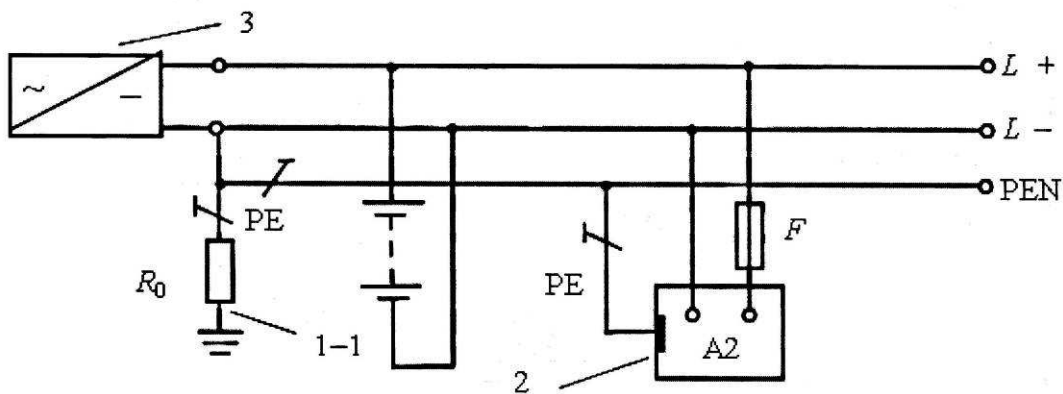 3
L +
~
–
L –
PEN
PE
F
R₀
PE
1–1
A2
2